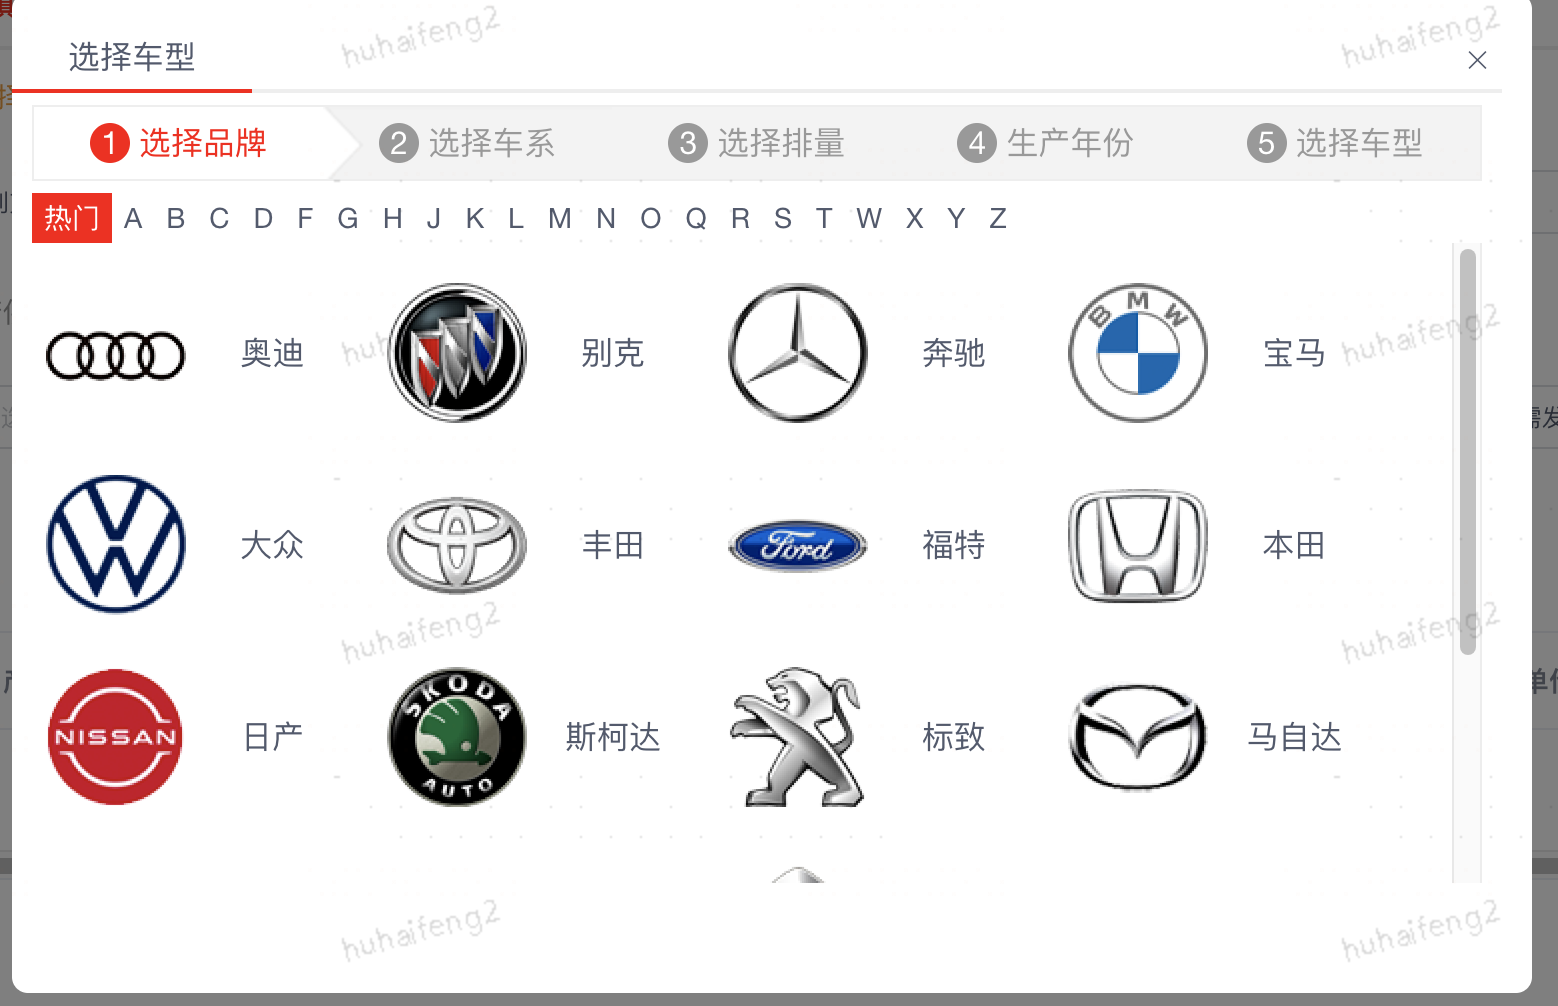 huhaifeng2
huhaifeng2
选择车型
1 选择品牌 2 选择车系 3 选择排量 4 生产年份 5 选择车型
热门 A B C D F G H J K L M N O Q R S T W X Y Z
奥迪 别克 奔驰 BMW 宝马
huhaifeng2
大众 丰田 Ford 福特 本田
huhaifeng2
huhaifeng2
NISSAN 日产 SKODA AUTO 斯柯达 标致 马自达
huhaifeng2
huhaifeng2